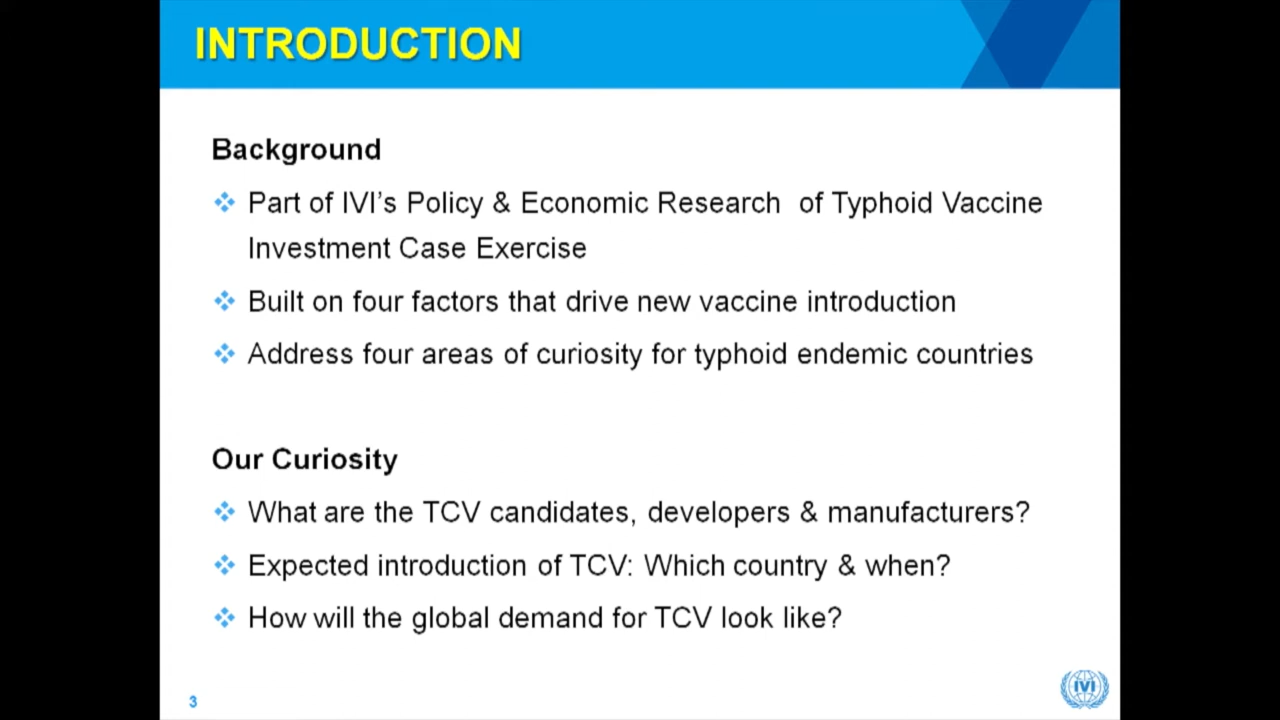 INTRODUCTION
Background
Part of IVI's Policy & Economic Research of Typhoid Vaccine
Investment Case Exercise
Built on four factors that drive new vaccine introduction
Address four areas of curiosity for typhoid endemic countries
Our Curiosity
What are the TCV candidates, developers & manufacturers?
Expected introduction of TCV: Which country & when?
How will the global demand for TCV look like?
3
IVI